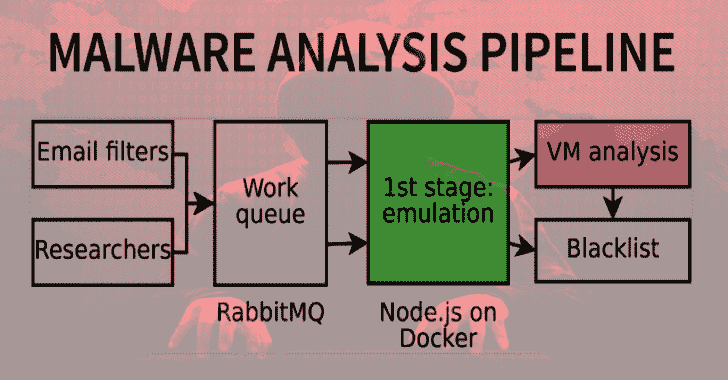 MALWARE ANALYSIS PIPELINE
Email filters
Researchers
Work
queue
RabbitMQ
1st stage:
emulation
Node.js on
Docker
VM analysis
Blacklist